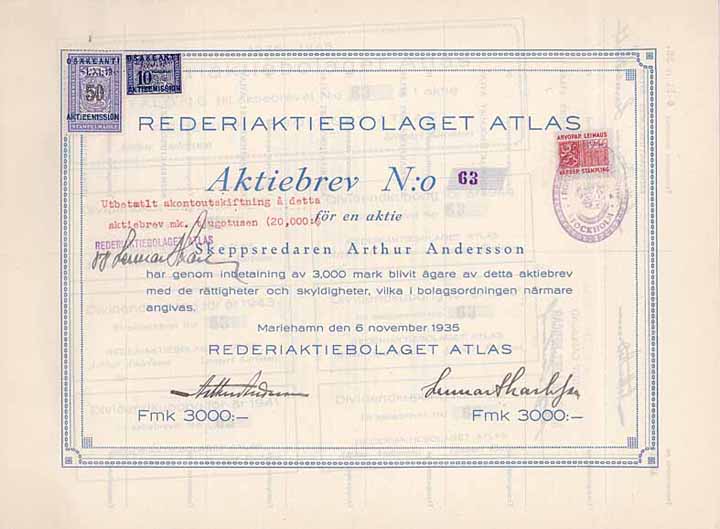 OSAKEANTI
50
AKTIEEMISSION
STÄMPELMÄRKE
OSAKEANTI
10
AKTIEEMISSION
REDERIAKTIEBOLAGET ATLAS
ARVOPAP. LEIMAUS
VÄRDEP. STÄMPLING
STOCKHOLM
Aktiebrev N:o 63
Utbetatlt akontoutskiftning å detta
aktiebrev mk. Tjugotusen (20,000:-)
för en aktie
REDERIAKTIEBOLAGET ATLAS
Skeppsredaren Arthur Andersson
har genom inbetalning av 3,000 mark blivit ägare av detta aktiebrev
med de rättigheter och skyldigheter, vilka i bolagsordningen närmare
angivas.
Mariehamn den 6 november 1935
REDERIAKTIEBOLAGET ATLAS
Fmk 3000:— Fmk 3000:—